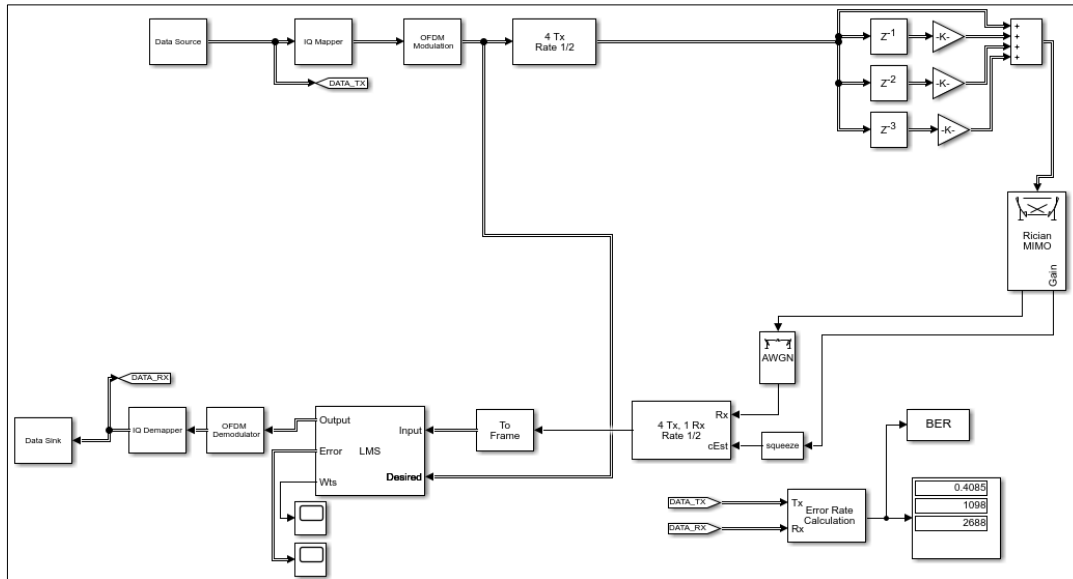 Data Source
IQ Mapper
OFDM
Modulation
4 Tx
Rate 1/2
DATA_TX
Z-1
-K-
Z-2
-K-
Z-3
-K-
+
+
+
+
Rician
MIMO
Gain
AWGN
DATA_RX
Data Sink
IQ Demapper
OFDM
Demodulator
Output
Error
Wts
LMS
Input
Desired
To
Frame
4 Tx, 1 Rx
Rate 1/2
Rx
cEst
squeeze
DATA_TX
DATA_RX
Tx
Rx
Error Rate
Calculation
BER
0.4085
1098
2688